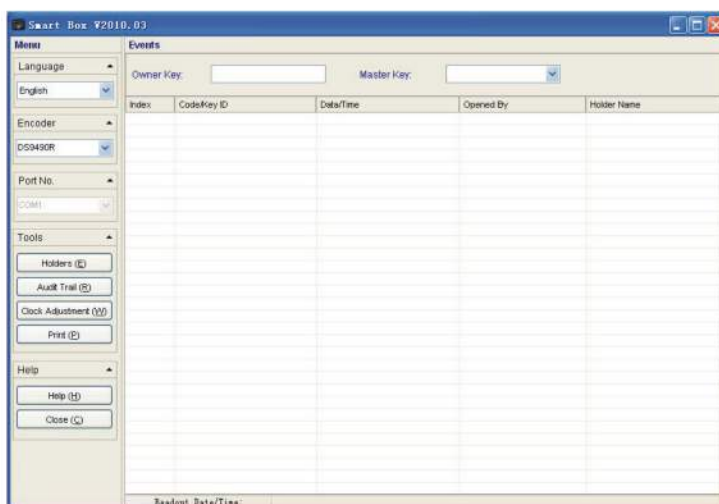 Smart Box V2010.03
Menu
Events
Language
English
Encoder
DS9490R
Port No.
COM1
Tools
Holders (E)
Audit Trail (R)
Clock Adjustment (W)
Print (P)
Help
Help (H)
Close (C)
Owner Key:
Master Key:
Index Code/Key ID Date/Time Opened By Holder Name
Readout Date/Time: